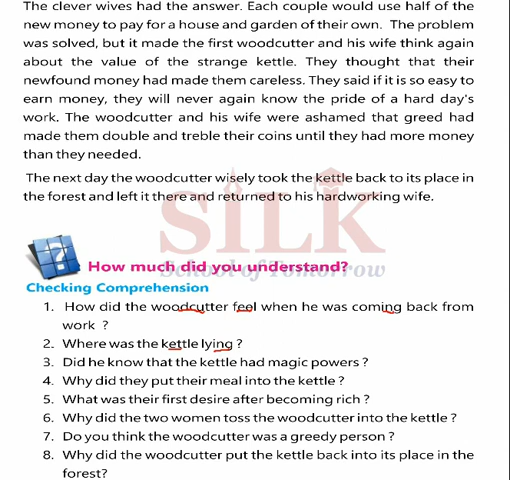 The clever wives had the answer. Each couple would use half of the
new money to pay for a house and garden of their own. The problem
was solved, but it made the first woodcutter and his wife think again
about the value of the strange kettle. They thought that their
newfound money had made them careless. They said if it is so easy to
earn money, they will never again know the pride of a hard day's
work. The woodcutter and his wife were ashamed that greed had
made them double and treble their coins until they had more money
than they needed.
The next day the woodcutter wisely took the kettle back to its place in
the forest and left it there and returned to his hardworking wife.
SILK
School of Tomorrow
How much did you understand?
Checking Comprehension
1. How did the woodcutter feel when he was coming back from
work ?
2. Where was the kettle lying ?
3. Did he know that the kettle had magic powers ?
4. Why did they put their meal into the kettle ?
5. What was their first desire after becoming rich ?
6. Why did the two women toss the woodcutter into the kettle ?
7. Do you think the woodcutter was a greedy person ?
8. Why did the woodcutter put the kettle back into its place in the
forest?